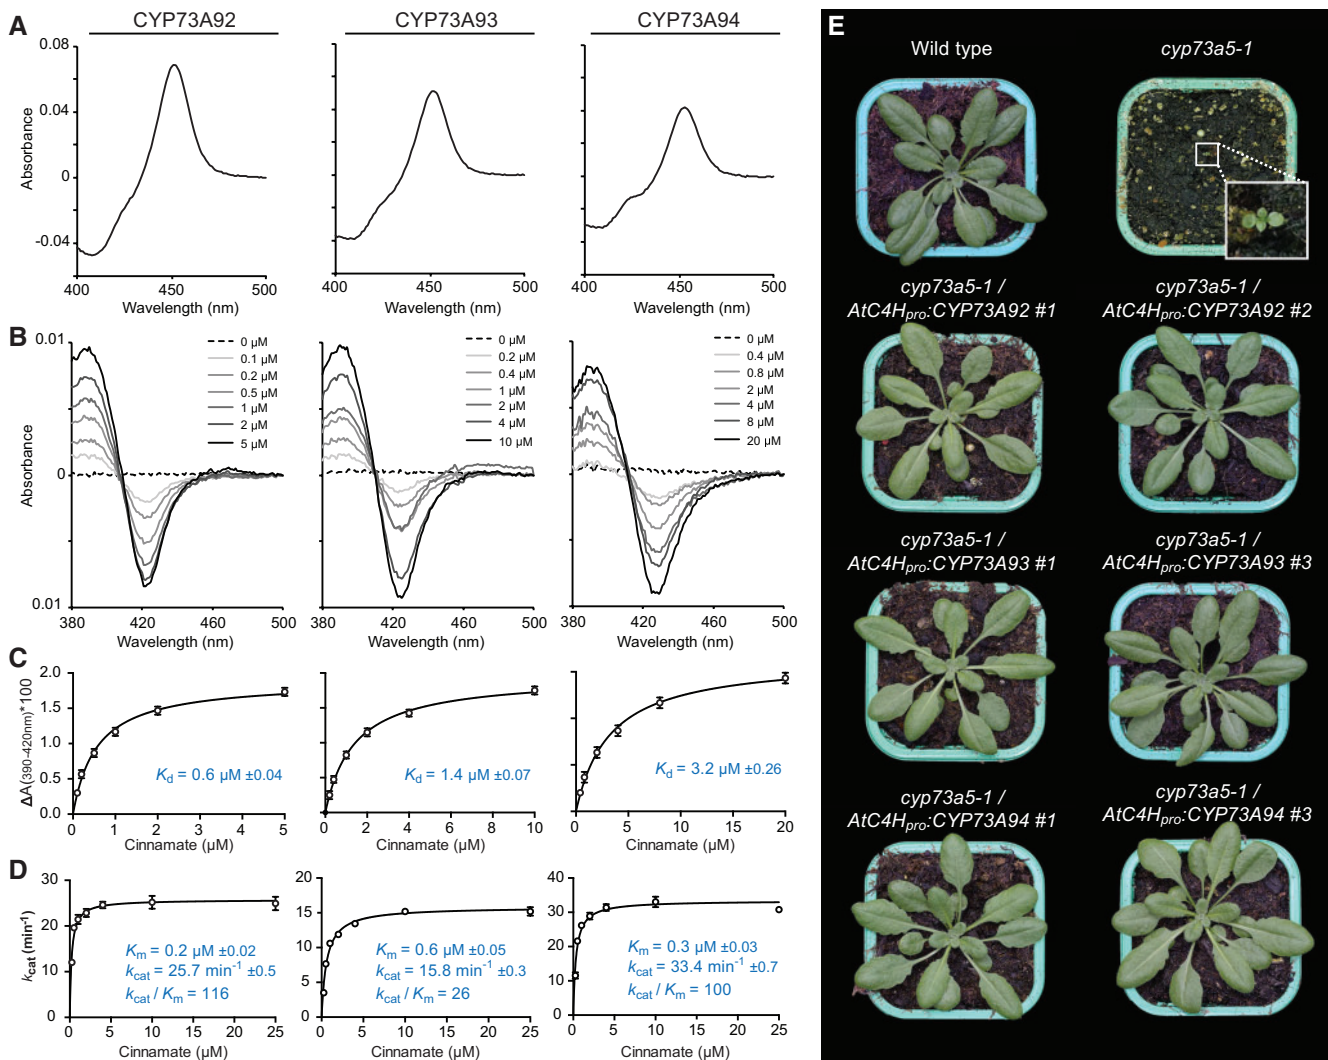 A
CYP73A92
CYP73A93
CYP73A94
Absorbance
0.08
0.04
0
-0.04
400 450 500
400 450 500
400 450 500
Wavelength (nm)
Wavelength (nm)
Wavelength (nm)
B
Absorbance
0.01
0
0.01
0 µM
0.1 µM
0.2 µM
0.5 µM
1 µM
2 µM
5 µM
0 µM
0.2 µM
0.4 µM
1 µM
2 µM
4 µM
10 µM
0 µM
0.4 µM
0.8 µM
2 µM
4 µM
8 µM
20 µM
380 420 460 500
380 420 460 500
380 420 460 500
Wavelength (nm)
Wavelength (nm)
Wavelength (nm)
C
ΔA(390-420nm)*100
2.0
1.5
1.0
0.5
0.0
Kd = 0.6 µM ±0.04
Kd = 1.4 µM ±0.07
Kd = 3.2 µM ±0.26
0 1 2 3 4 5
0 2 4 6 8 10
0 5 10 15 20
Cinnamate (µM)
Cinnamate (µM)
Cinnamate (µM)
D
kcat (min-1)
30
20
10
0
Km = 0.2 µM ±0.02
kcat = 25.7 min-1 ±0.5
kcat / Km = 116
0 5 10 15 20 25
Cinnamate (µM)
20
15
10
5
0
Km = 0.6 µM ±0.05
kcat = 15.8 min-1 ±0.3
kcat / Km = 26
0 5 10 15 20 25
Cinnamate (µM)
40
30
20
10
0
Km = 0.3 µM ±0.03
kcat = 33.4 min-1 ±0.7
kcat / Km = 100
0 5 10 15 20 25
Cinnamate (µM)
E
Wild type
cyp73a5-1
cyp73a5-1 /
AtC4Hpro:CYP73A92 #1
cyp73a5-1 /
AtC4Hpro:CYP73A92 #2
cyp73a5-1 /
AtC4Hpro:CYP73A93 #1
cyp73a5-1 /
AtC4Hpro:CYP73A93 #3
cyp73a5-1 /
AtC4Hpro:CYP73A94 #1
cyp73a5-1 /
AtC4Hpro:CYP73A94 #3